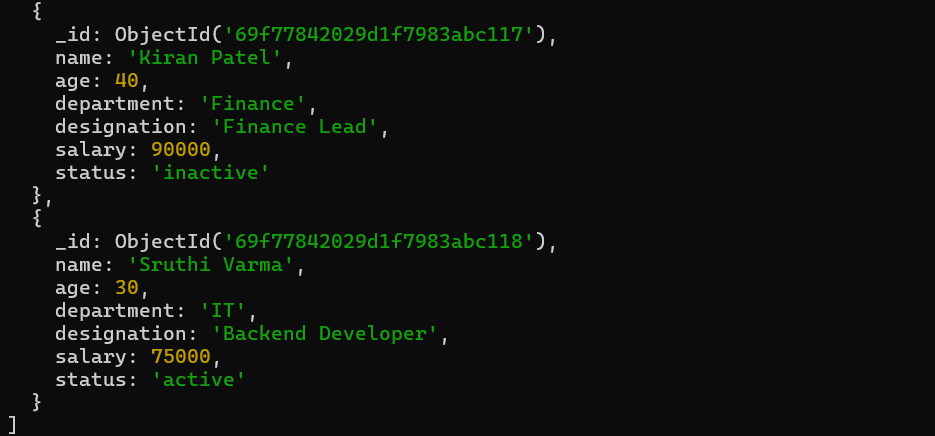 {
_id: ObjectId('69f77842029d1f7983abc117'),
name: 'Kiran Patel',
age: 40,
department: 'Finance',
designation: 'Finance Lead',
salary: 90000,
status: 'inactive'
},
{
_id: ObjectId('69f77842029d1f7983abc118'),
name: 'Sruthi Varma',
age: 30,
department: 'IT',
designation: 'Backend Developer',
salary: 75000,
status: 'active'
}
]